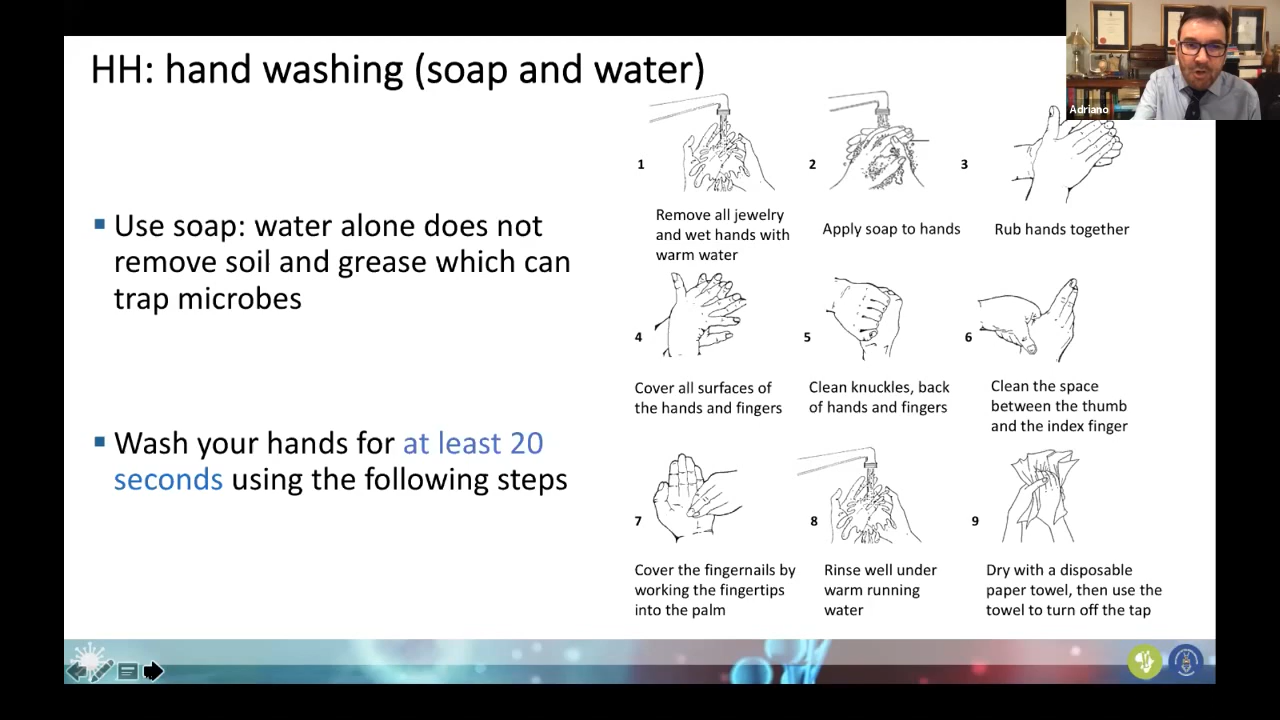 HH: hand washing (soap and water)
Adriano
▪ Use soap: water alone does not
remove soil and grease which can
trap microbes
▪ Wash your hands for at least 20
seconds using the following steps
1
2
3
Remove all jewelry
and wet hands with
warm water
Apply soap to hands
Rub hands together
4
5
6
Cover all surfaces of
the hands and fingers
Clean knuckles, back
of hands and fingers
Clean the space
between the thumb
and the index finger
7
8
9
Cover the fingernails by
working the fingertips
into the palm
Rinse well under
warm running
water
Dry with a disposable
paper towel, then use the
towel to turn off the tap